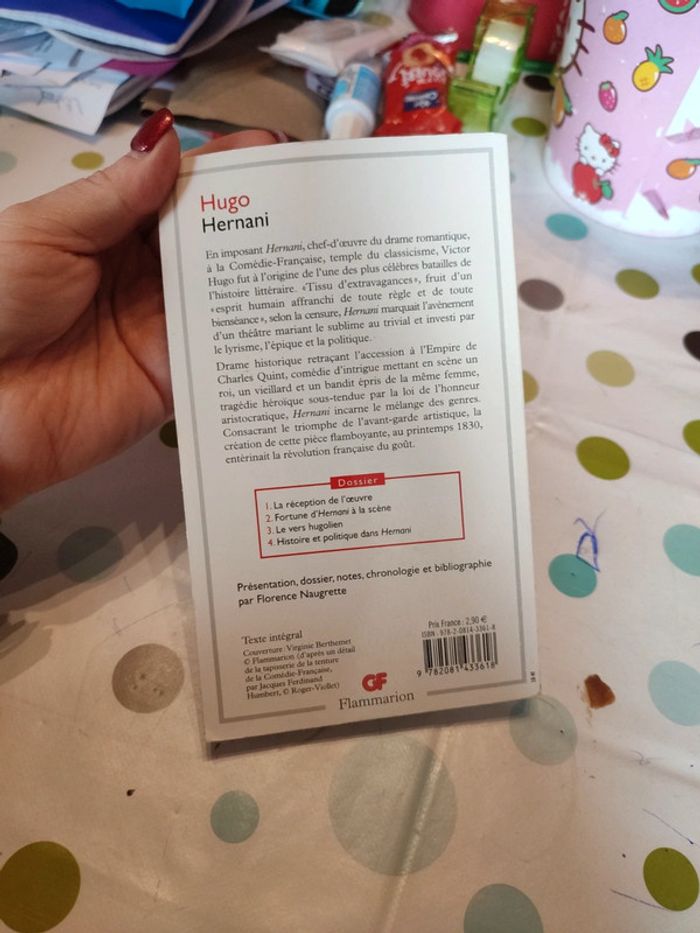 Hugo
Hernani
En imposant Hernani, chef-d'œuvre du drame romantique,
à la Comédie-Française, temple du classicisme, Victor
Hugo fut à l'origine de l'une des plus célèbres batailles de
l'histoire littéraire. «Tissu d'extravagances», fruit d'un
«esprit humain affranchi de toute règle et de toute
bienséance», selon la censure, Hernani marquait l'avènement
d'un théâtre mariant le sublime au trivial et investi par
le lyrisme, l'épique et la politique.
Drame historique retraçant l'accession à l'Empire de
Charles Quint, comédie d'intrigue mettant en scène un
roi, un vieillard et un bandit épris de la même femme,
tragédie héroïque sous-tendue par la loi de l'honneur
aristocratique, Hernani incarne le mélange des genres.
Consacrant le triomphe de l'avant-garde artistique, la
création de cette pièce flamboyante, au printemps 1830,
entérinait la révolution française du goût.
Dossier
1. La réception de l'œuvre
2. Fortune d'Hernani à la scène
3. Le vers hugolien
4. Histoire et politique dans Hernani
Présentation, dossier, notes, chronologie et bibliographie
par Florence Naugrette
Texte intégral
Couverture: Virginie Berthemet
© Flammarion (d'après un détail
de la tapisserie de la tenture
de la Comédie-Française,
par Jacques Ferdinand
Humbert, © Roger-Viollet)
Prix France : 2,90 €
ISBN : 978-2-0814-3361-8
9 782081 433618
GF
Flammarion